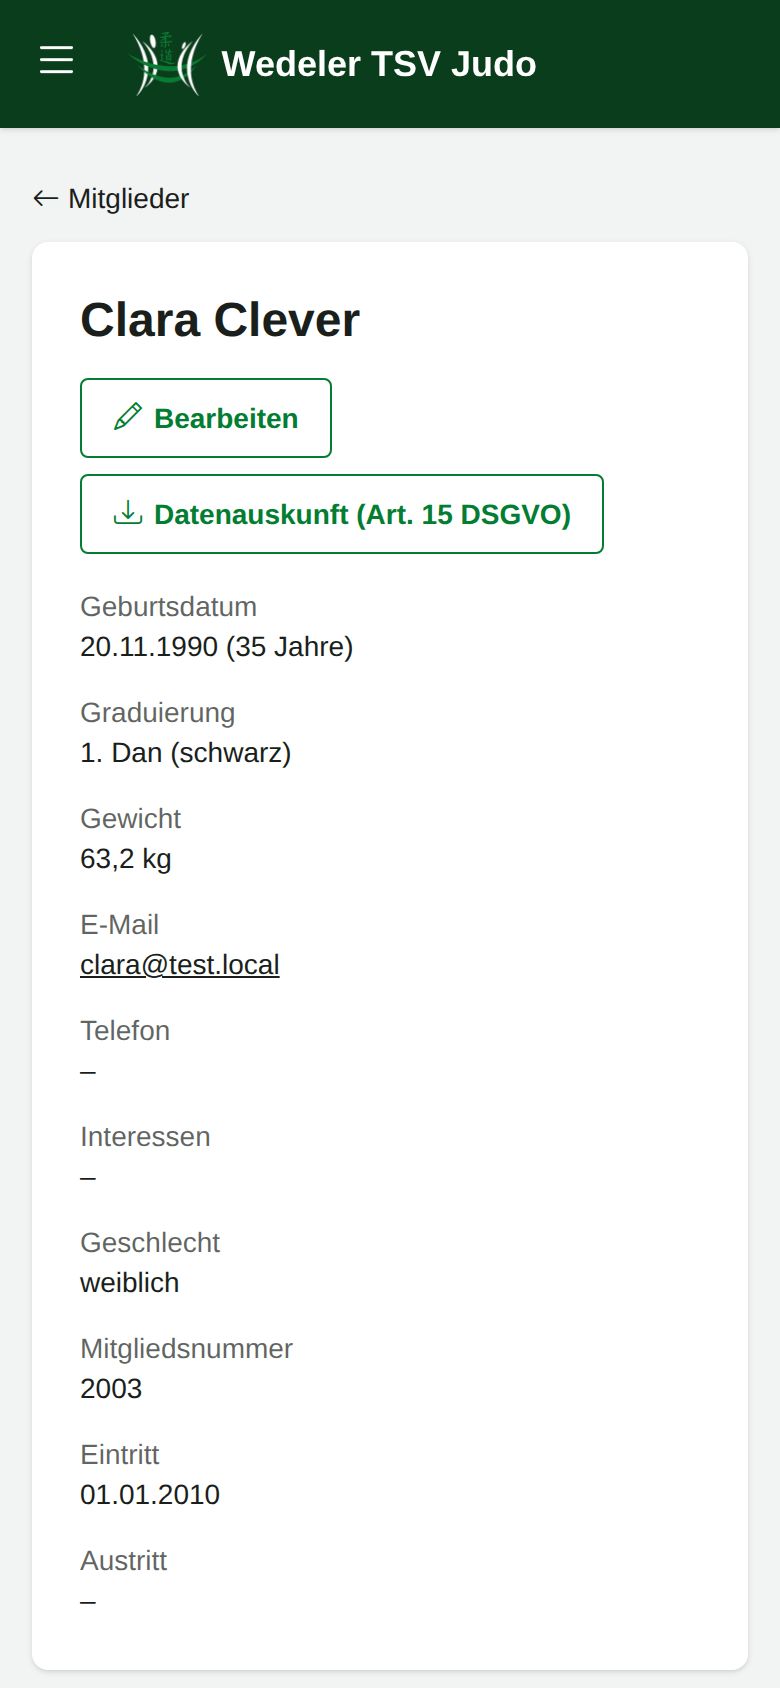 柔道
Wedeler TSV Judo
← Mitglieder
Clara Clever
Bearbeiten
Datenauskunft (Art. 15 DSGVO)
Geburtsdatum
20.11.1990 (35 Jahre)
Graduierung
1. Dan (schwarz)
Gewicht
63,2 kg
E-Mail
clara@test.local
Telefon
–
Interessen
–
Geschlecht
weiblich
Mitgliedsnummer
2003
Eintritt
01.01.2010
Austritt
–